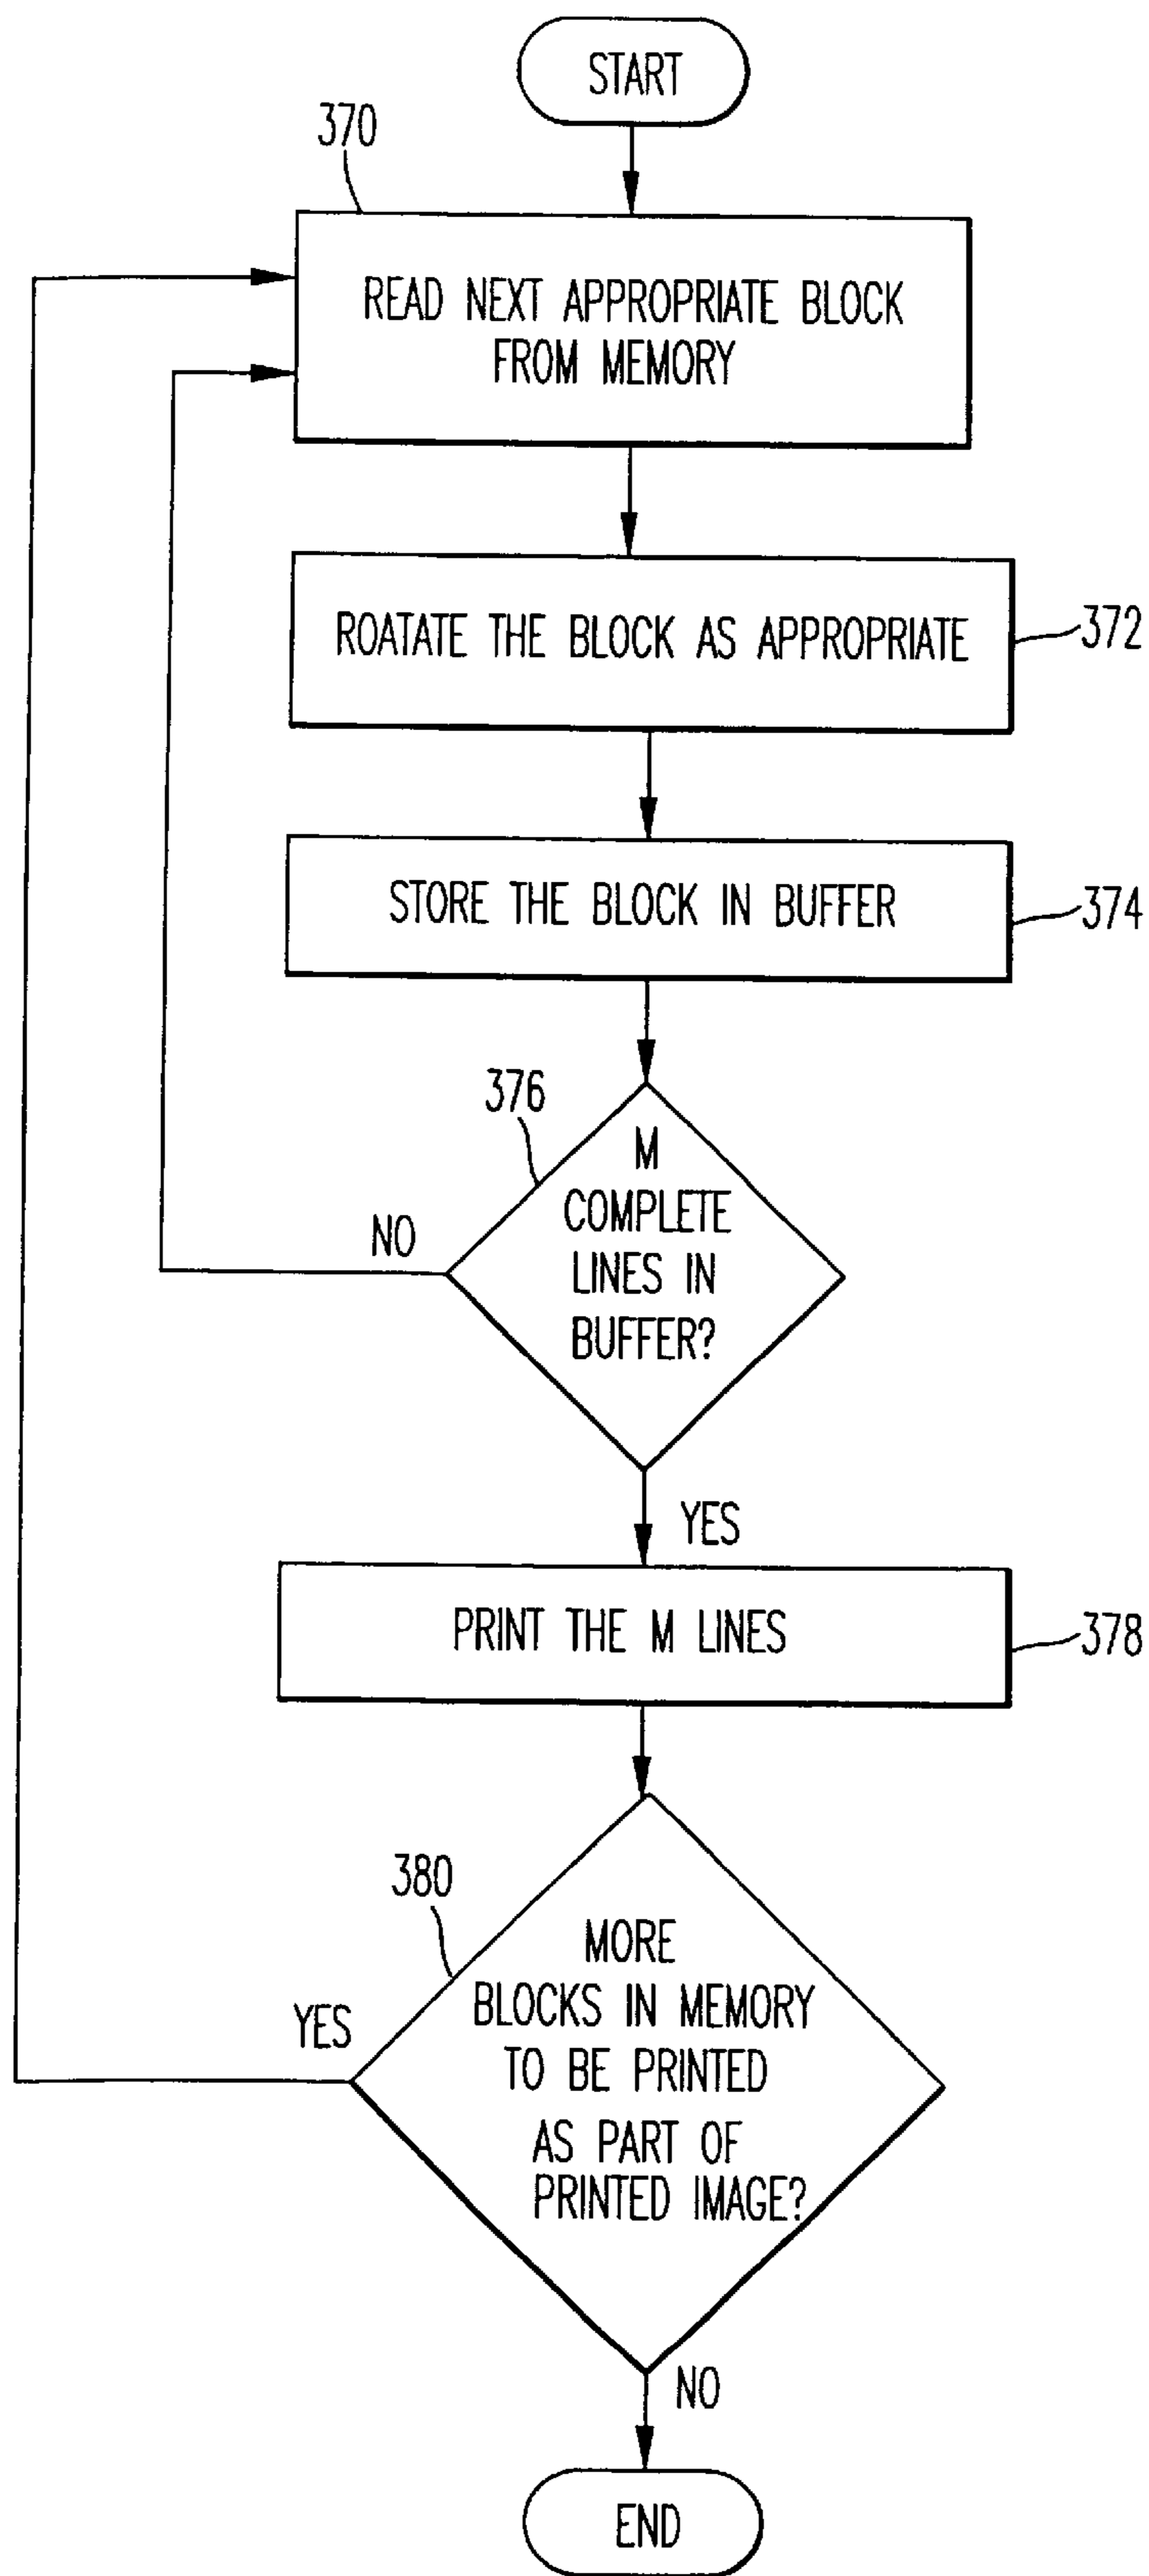 START
370
READ NEXT APPROPRIATE BLOCK
FROM MEMORY
ROATATE THE BLOCK AS APPROPRIATE
372
STORE THE BLOCK IN BUFFER
374
376
M
COMPLETE
LINES IN
BUFFER?
NO
YES
PRINT THE M LINES
378
380
MORE
BLOCKS IN MEMORY
TO BE PRINTED
AS PART OF
PRINTED IMAGE?
YES
NO
END